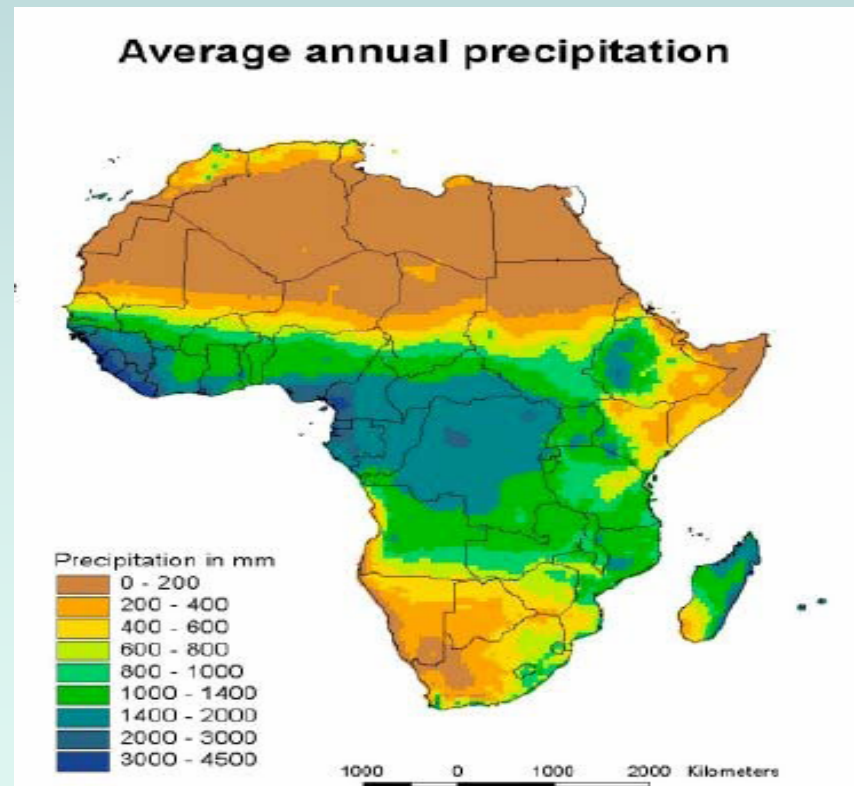 Average annual precipitation
Precipitation in mm
0 - 200
200 - 400
400 - 600
600 - 800
800 - 1000
1000 - 1400
1400 - 2000
2000 - 3000
3000 - 4500
1000 0 1000 2000 Kilometers